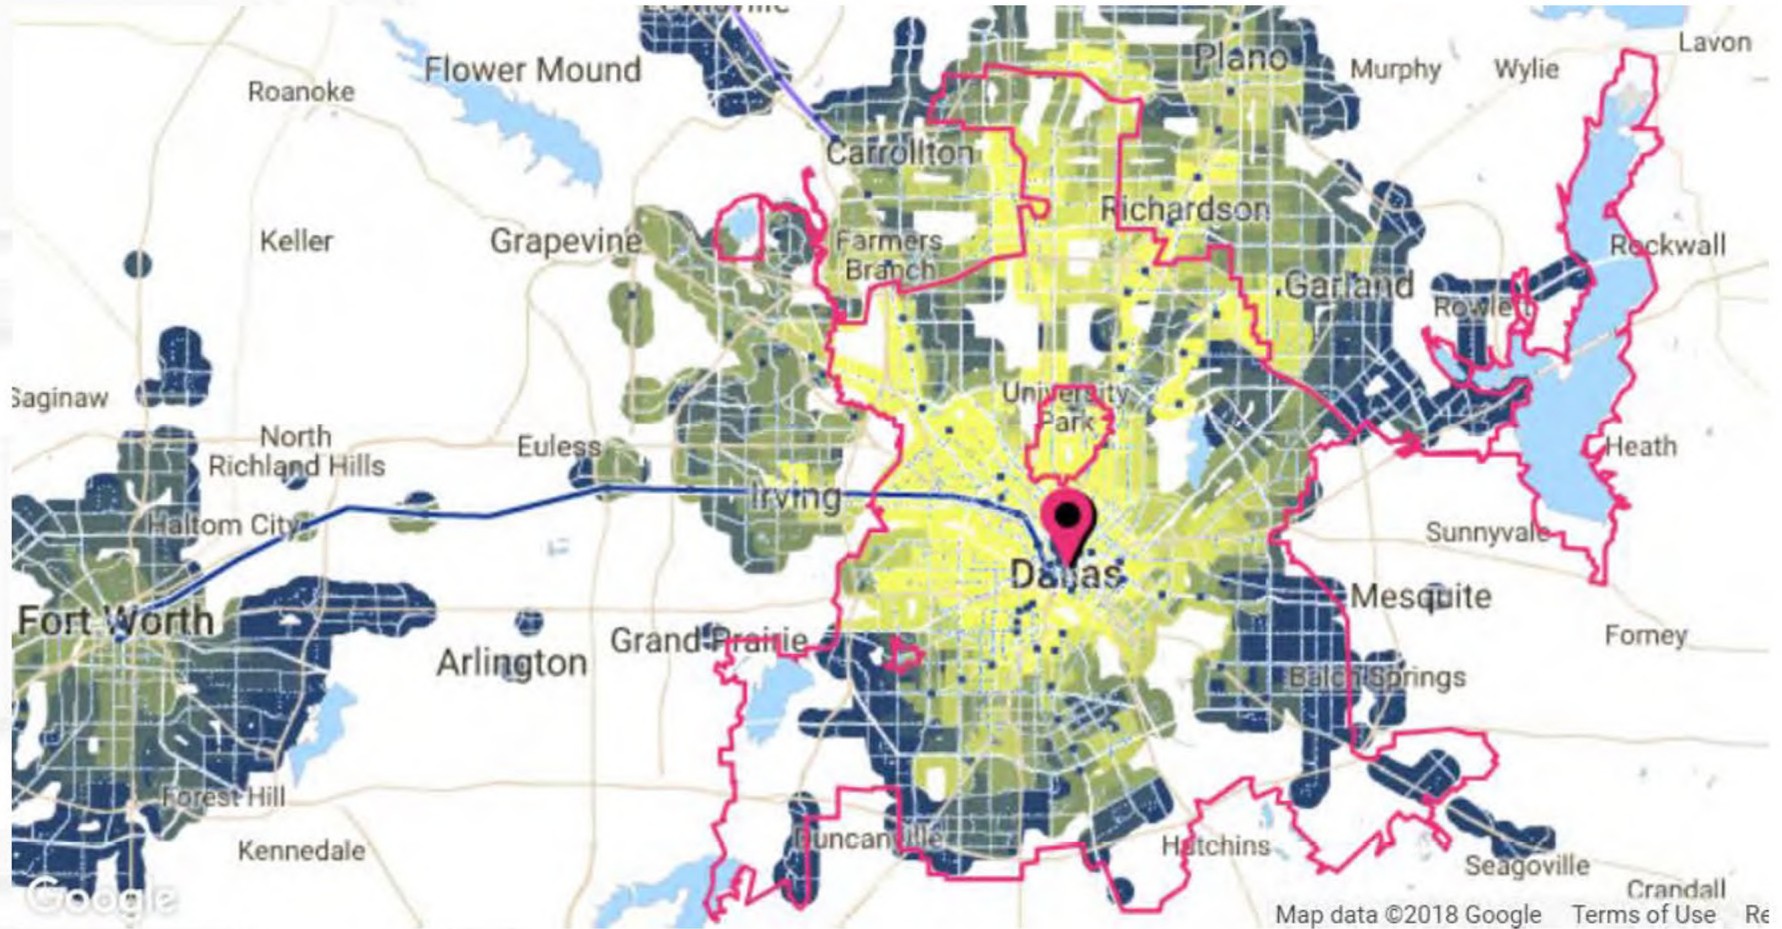 Lewisville
Plano
Lavon
Flower Mound
Murphy
Wylie
Roanoke
Carrollton
Richardson
Keller
Grapevine
Farmers
Branch
Rockwall
Garland
Rowlett
University
Park
Saginaw
North
Richland Hills
Euless
Heath
Irving
Haltom City
Sunnyvale
Dallas
Mesquite
Fort Worth
Grand Prairie
Forney
Arlington
Balch Springs
Forest Hill
Kennedale
Duncanville
Hutchins
Seagoville
Crandall
Google
Map data ©2018 Google Terms of Use Re